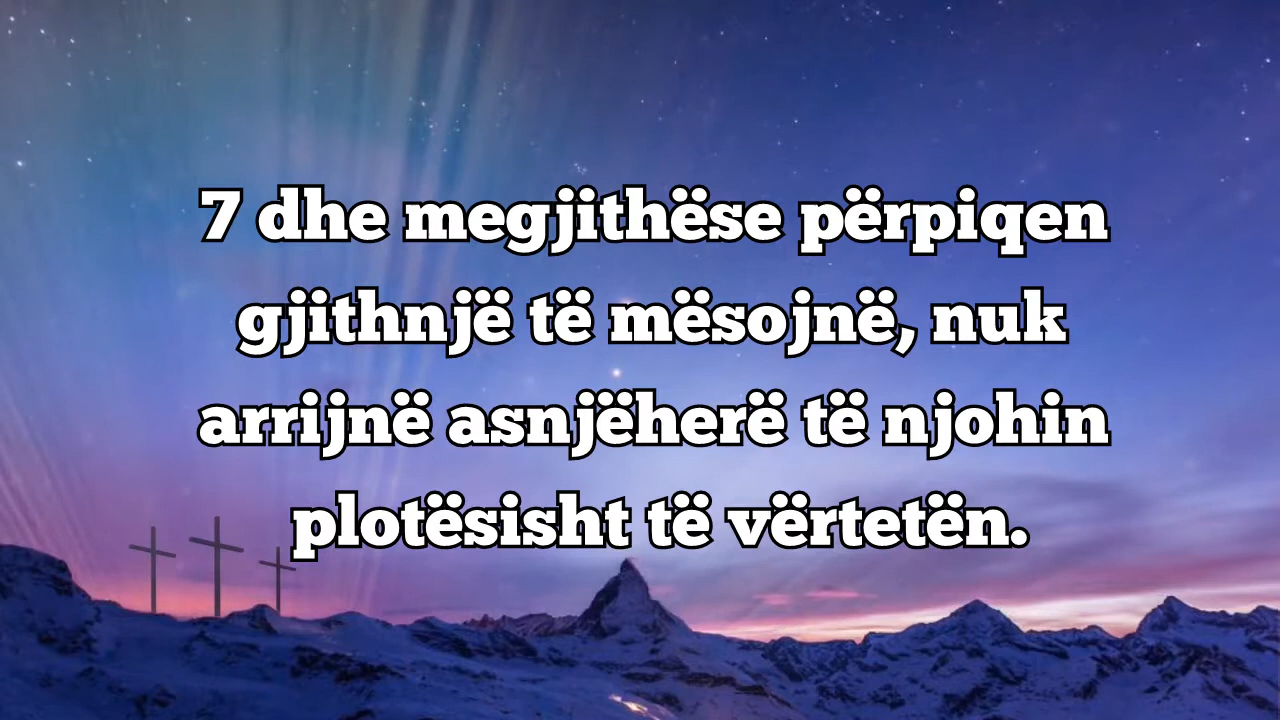 7 dhe megjithëse përpiqen
gjithnjë të mësojnë, nuk
arrijnë asnjëherë të njohin
plotësisht të vërtetën.